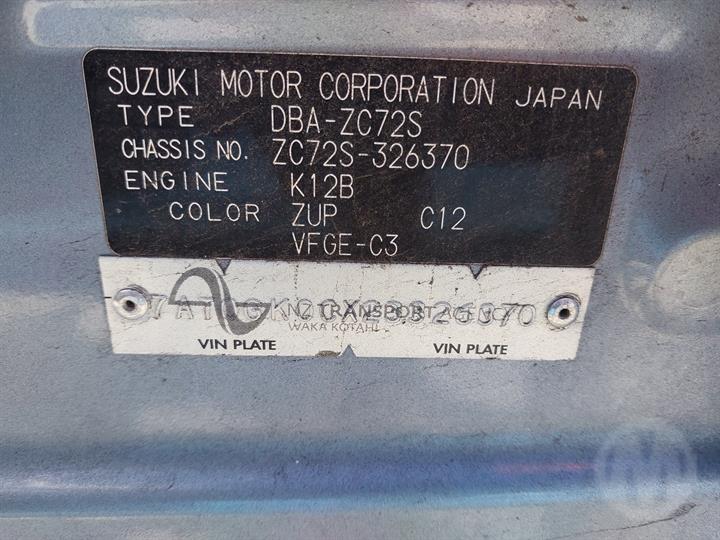 SUZUKI MOTOR CORPORATION JAPAN
TYPE DBA-ZC72S
CHASSIS NO. ZC72S-326370
ENGINE K12B
COLOR ZUP C12
VFGE-C3
NZ TRANSPORT AGENCY
WAKA KOTAHI
VIN PLATE VIN PLATE